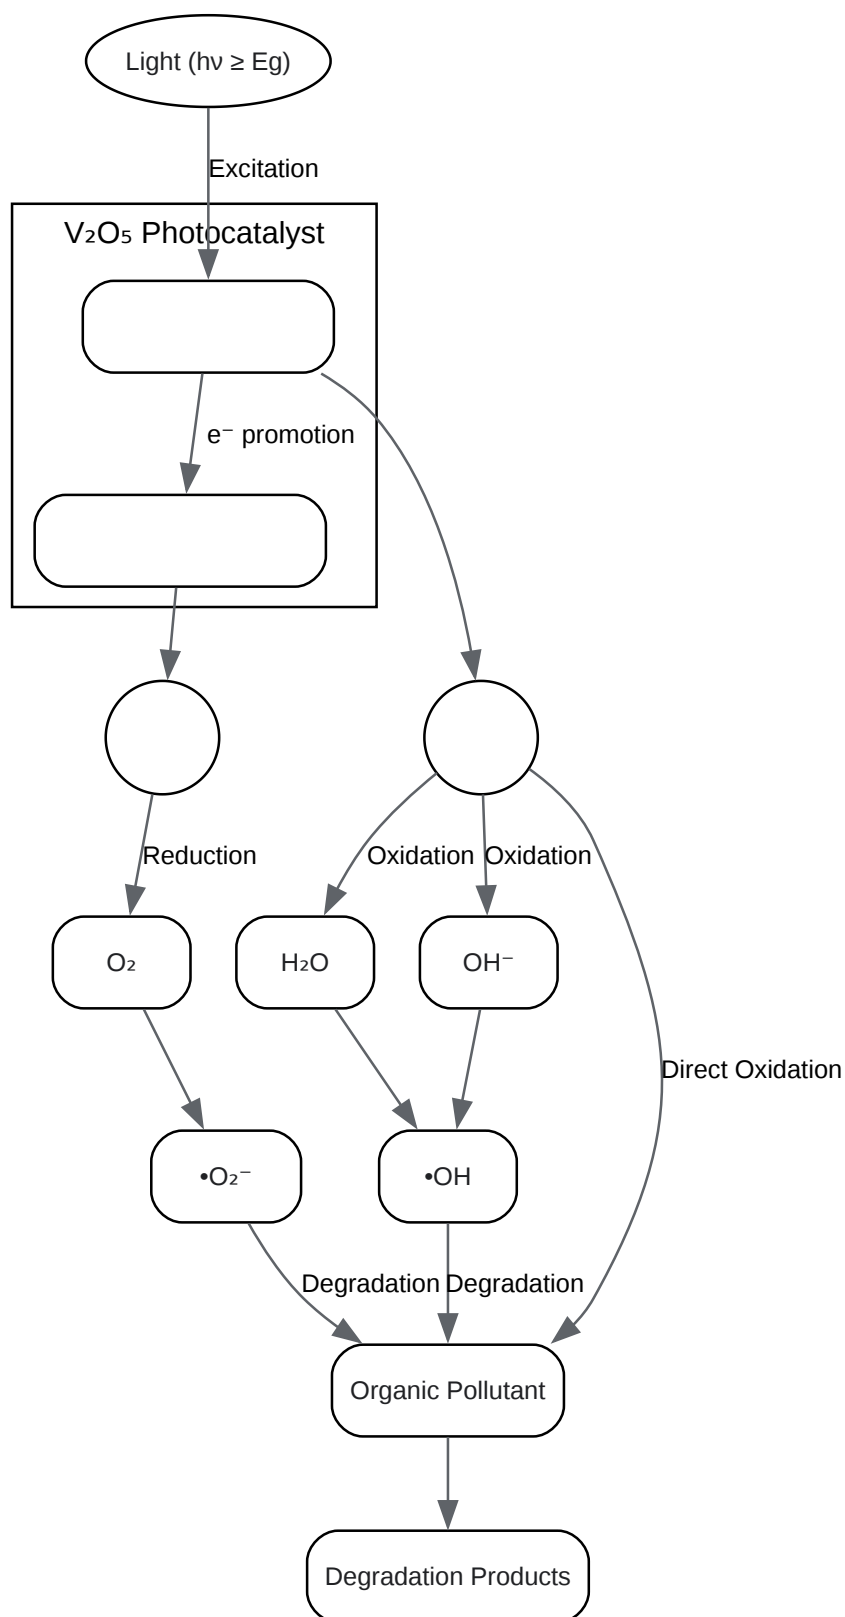 Light (hν ≥ Eg)
Excitation
V₂O₅ Photocatalyst
e⁻ promotion
Reduction
Oxidation
Oxidation
O₂
H₂O
OH⁻
Direct Oxidation
•O₂⁻
•OH
Degradation
Degradation
Organic Pollutant
Degradation Products